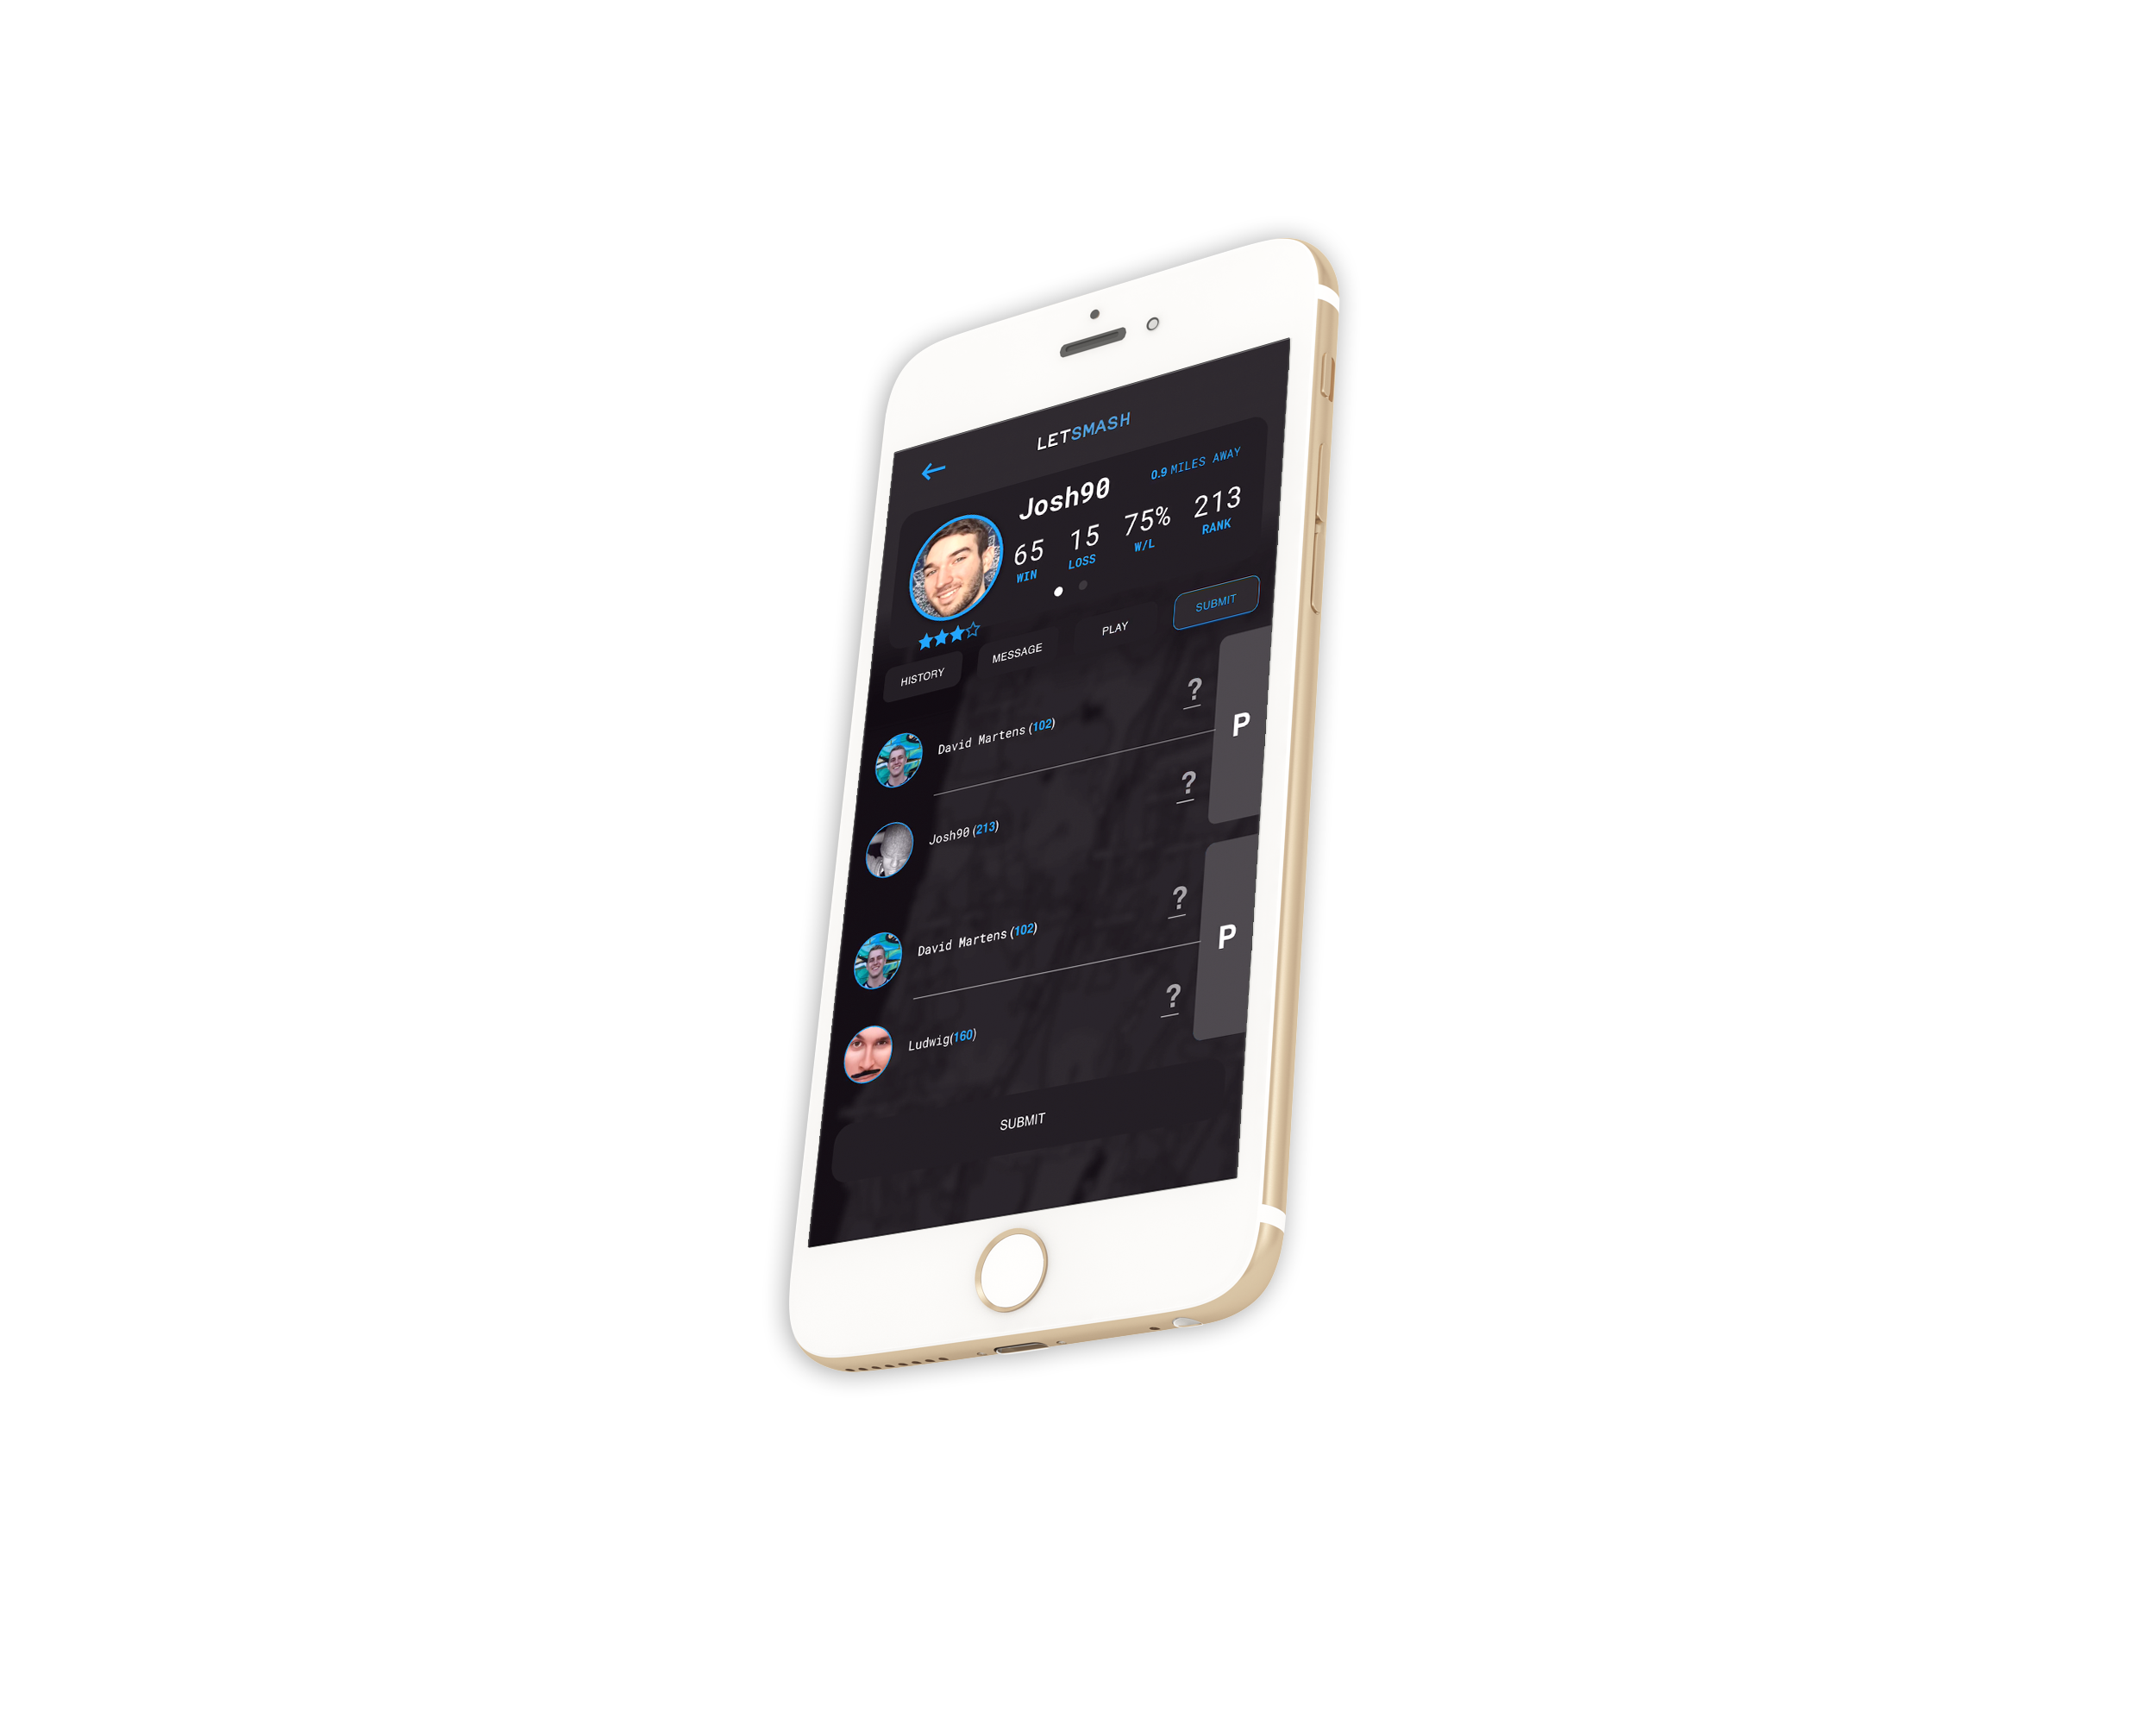 LETSMASH
Josh90
0.9 MILES AWAY
65 15 75% 213
WIN LOSS W/L RANK
HISTORY MESSAGE PLAY SUBMIT
David Martens (102) ?
P
Josh90 (213) ?
David Martens (102) ?
P
Ludwig(160) ?
SUBMIT